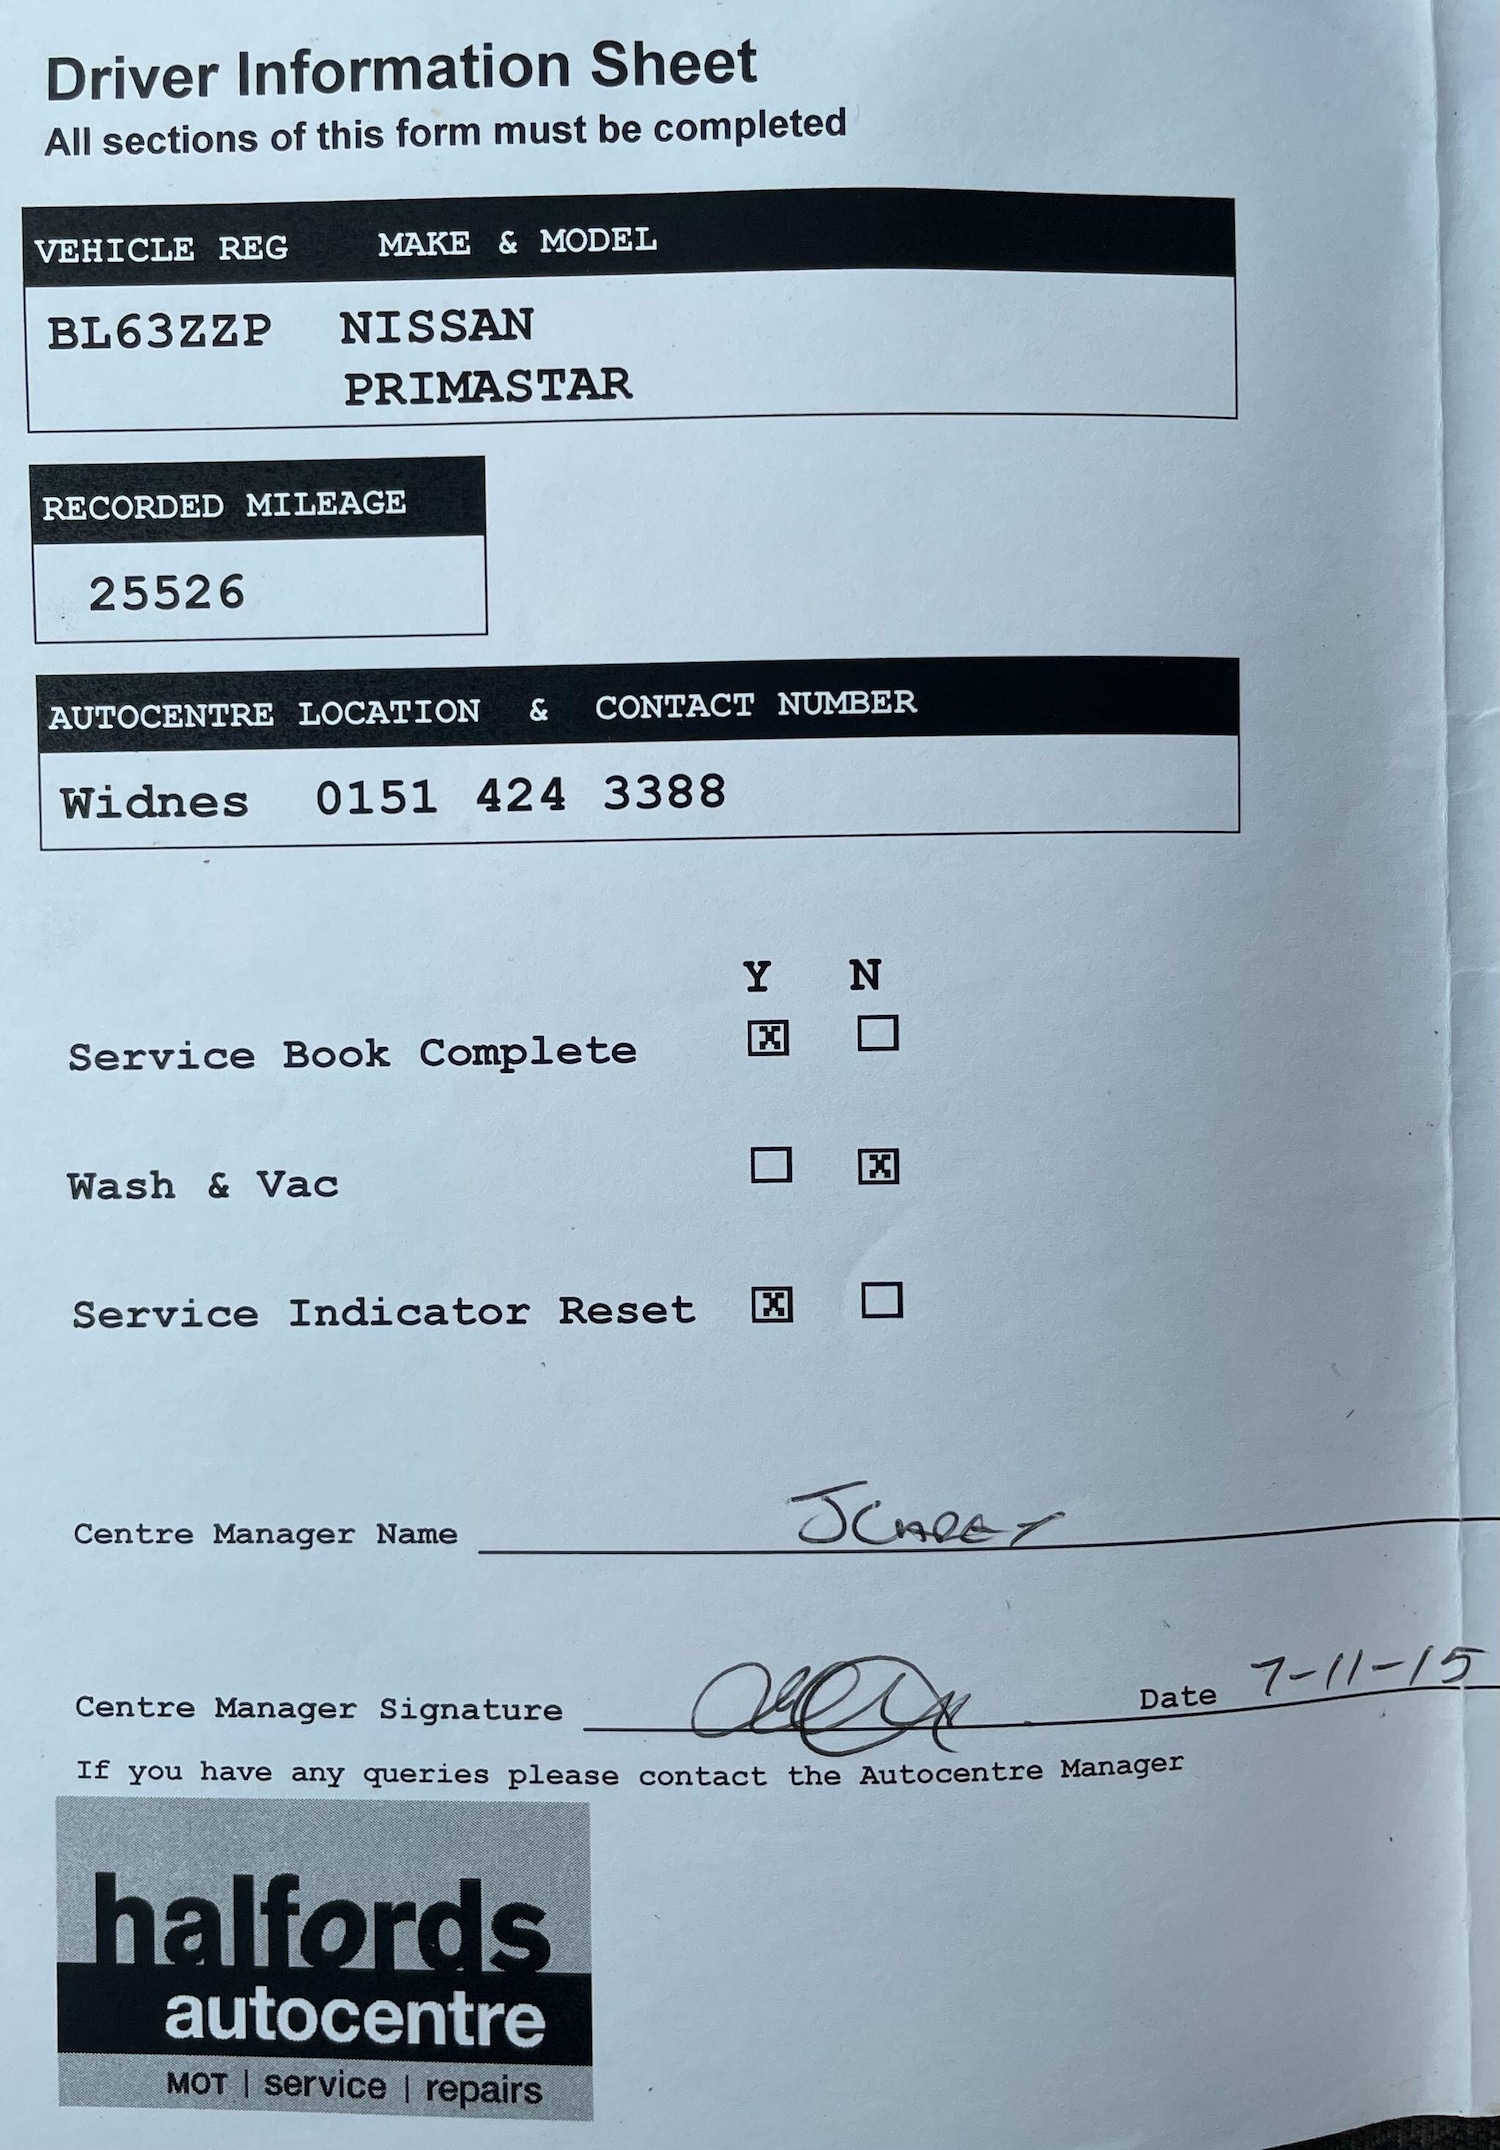 Driver Information Sheet
All sections of this form must be completed
VEHICLE REG MAKE & MODEL
BL63ZZP NISSAN
PRIMASTAR
RECORDED MILEAGE
25526
AUTOCENTRE LOCATION & CONTACT NUMBER
Widnes 0151 424 3388
Y N
Service Book Complete ☒ ☐
Wash & Vac ☐ ☒
Service Indicator Reset ☒ ☐
Centre Manager Name JCAREY
Centre Manager Signature Date 7-11-15
If you have any queries please contact the Autocentre Manager
halfords
autocentre
MOT | service | repairs